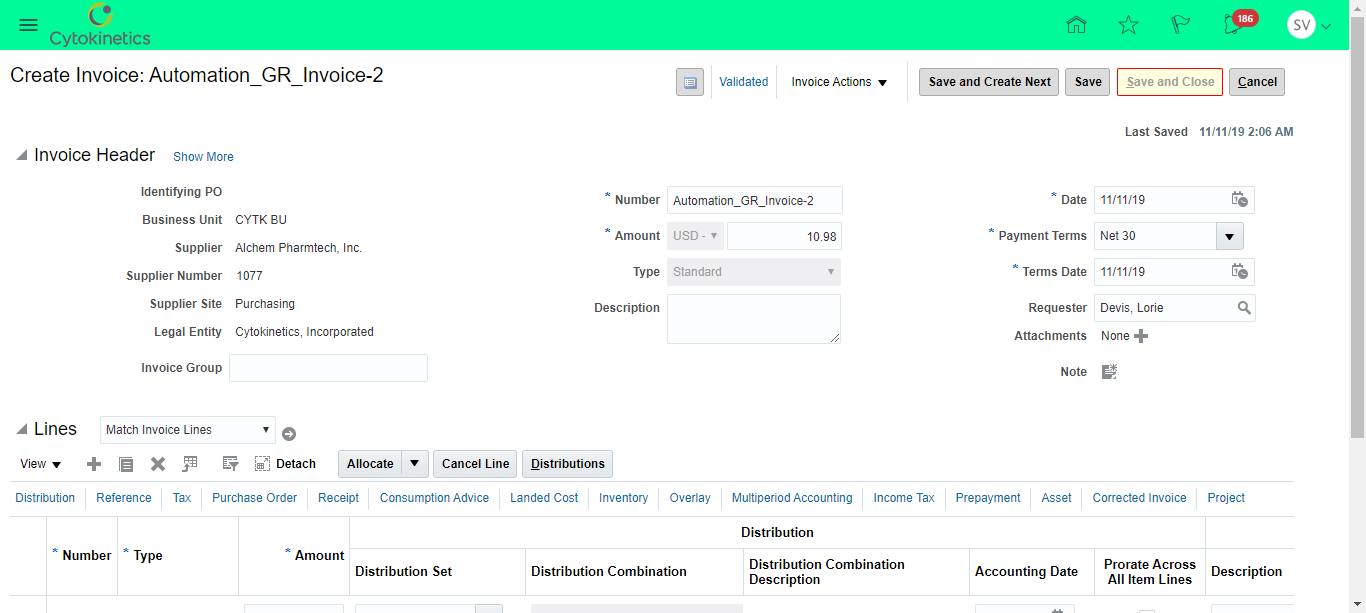 Cytokinetics
186
SV
Create Invoice: Automation_GR_Invoice-2
Validated
Invoice Actions
Save and Create Next
Save
Save and Close
Cancel
Last Saved 11/11/19 2:06 AM
Invoice Header
Show More
Identifying PO
Business Unit CYTK BU
Supplier Alchem Pharmtech, Inc.
Supplier Number 1077
Supplier Site Purchasing
Legal Entity Cytokinetics, Incorporated
Invoice Group
* Number Automation_GR_Invoice-2
* Amount USD - 10.98
Type Standard
Description
* Date 11/11/19
* Payment Terms Net 30
* Terms Date 11/11/19
Requester Devis, Lorie
Attachments None
Note
Lines
Match Invoice Lines
View
Detach
Allocate
Cancel Line
Distributions
Distribution Reference Tax Purchase Order Receipt Consumption Advice Landed Cost Inventory Overlay Multiperiod Accounting Income Tax Prepayment Asset Corrected Invoice Project
Distribution
* Number
* Type
* Amount
Distribution Set
Distribution Combination
Distribution Combination
Description
Accounting Date
Prorate Across
All Item Lines
Description